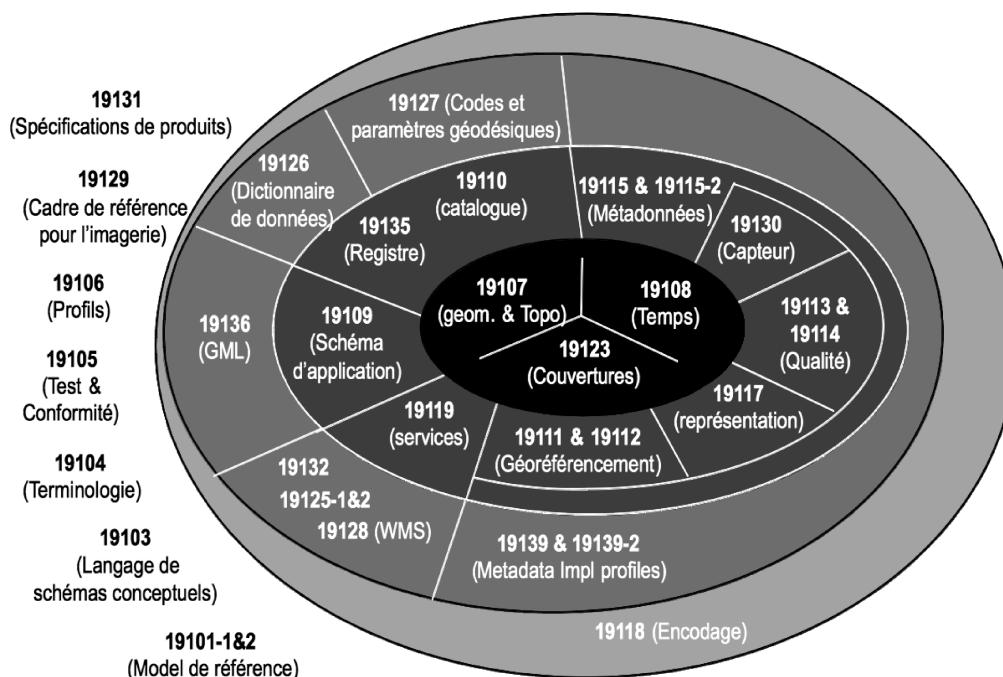 19131
(Spécifications de produits)
19129
(Cadre de référence
pour l'imagerie)
19106
(Profils)
19105
(Test &
Conformité)
19104
(Terminologie)
19103
(Langage de
schémas conceptuels)
19101-1&2
(Model de référence)
19127 (Codes et
paramètres géodésiques)
19126
(Dictionnaire
de données)
19110
(catalogue)
19135
(Registre)
19115 & 19115-2
(Métadonnées)
19130
(Capteur)
19107
(geom. & Topo)
19108
(Temps)
19123
(Couvertures)
19113 &
19114
(Qualité)
19136
(GML)
19109
(Schéma
d'application)
19117
(représentation)
19119
(services)
19111 & 19112
(Géoréférencement)
19132
19125-1&2
19128 (WMS)
19139 & 19139-2
(Metadata Impl profiles)
19118 (Encodage)